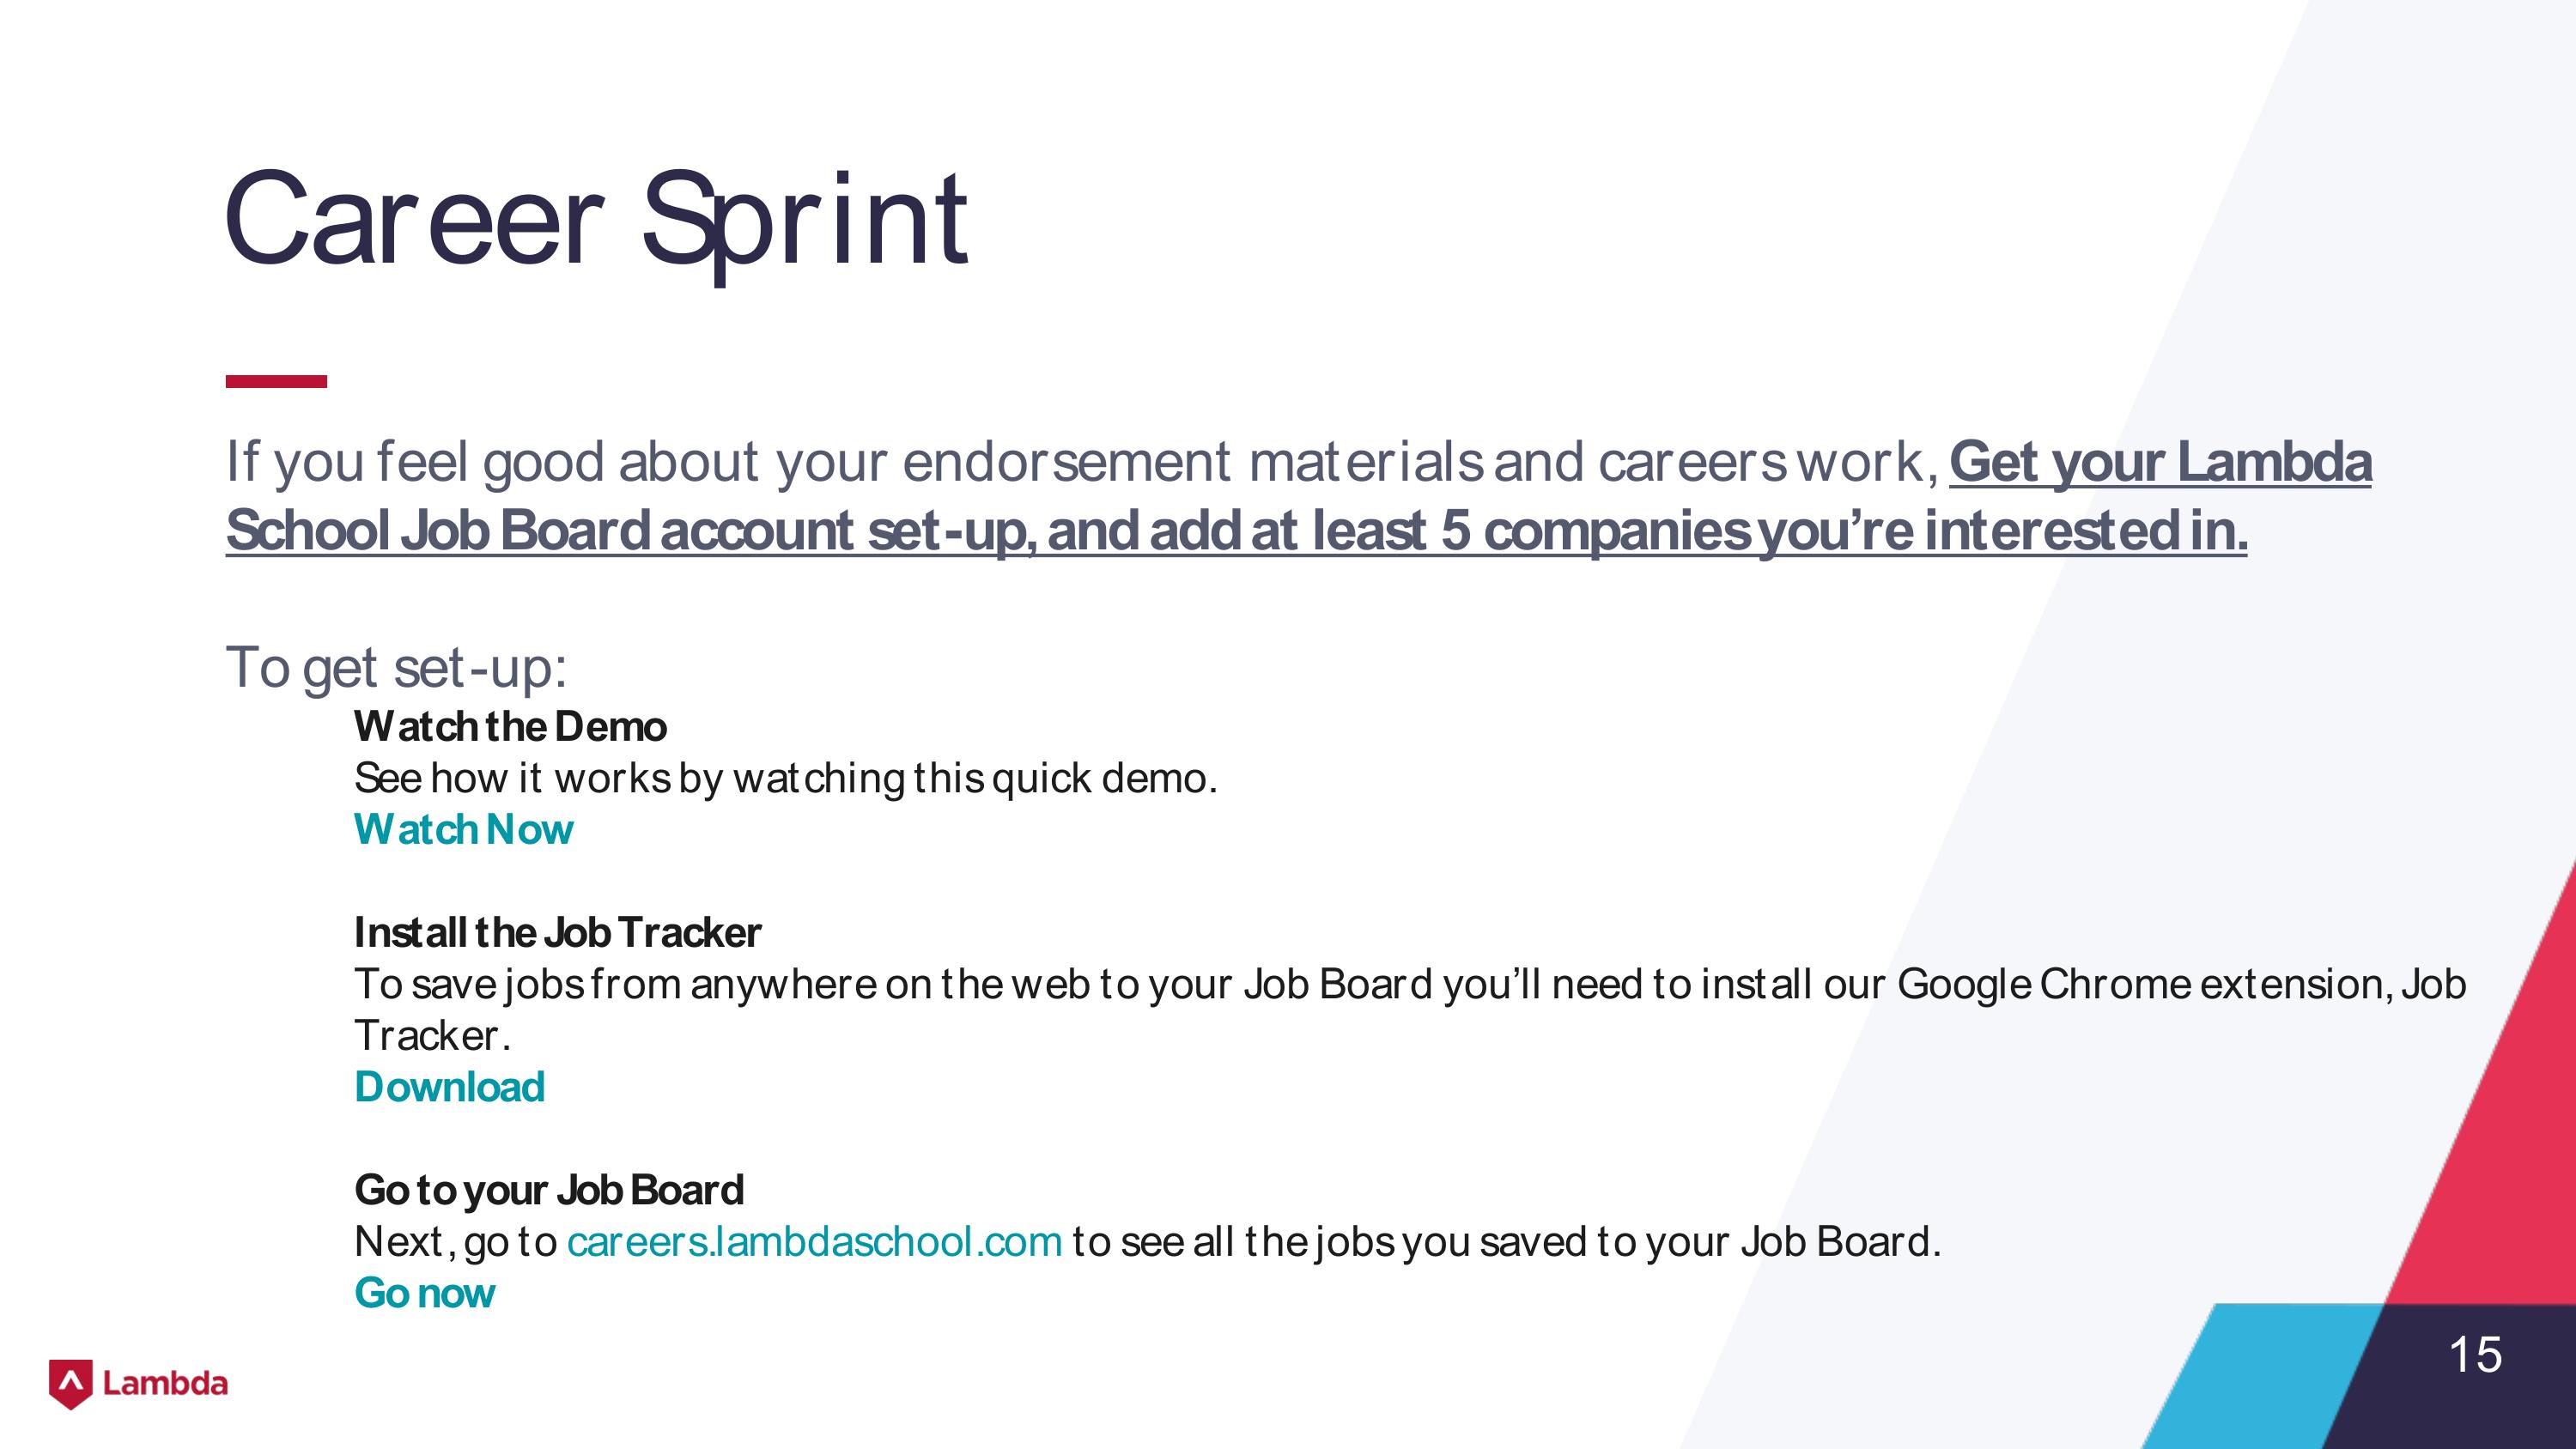 Career Sprint
If you feel good about your endorsement materials and careers work, Get your Lambda
School Job Board account set-up, and add at least 5 companies you’re interested in.
To get set-up:
Watch the Demo
See how it works by watching this quick demo.
Watch Now
Install the Job Tracker
To save jobs from anywhere on the web to your Job Board you’ll need to install our Google Chrome extension, Job
Tracker.
Download
Go to your Job Board
Next, go to careers.lambdaschool.com to see all the jobs you saved to your Job Board.
Go now
Lambda
15